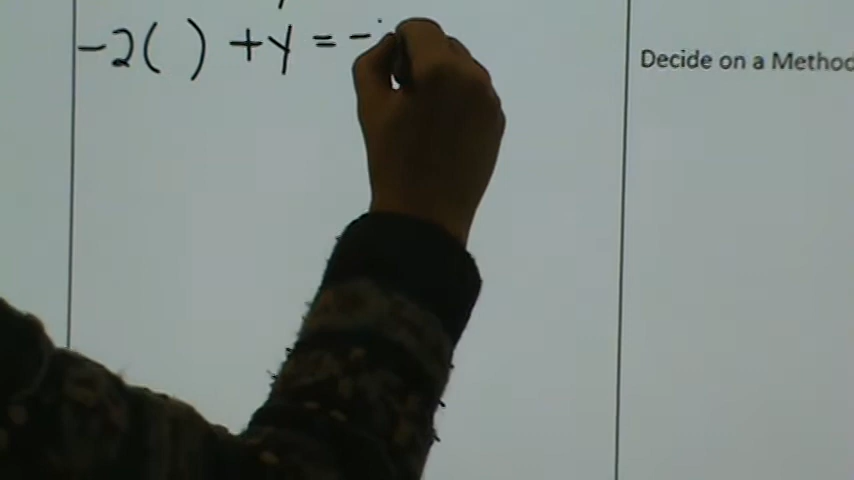 -2( ) + y = -
Decide on a Method